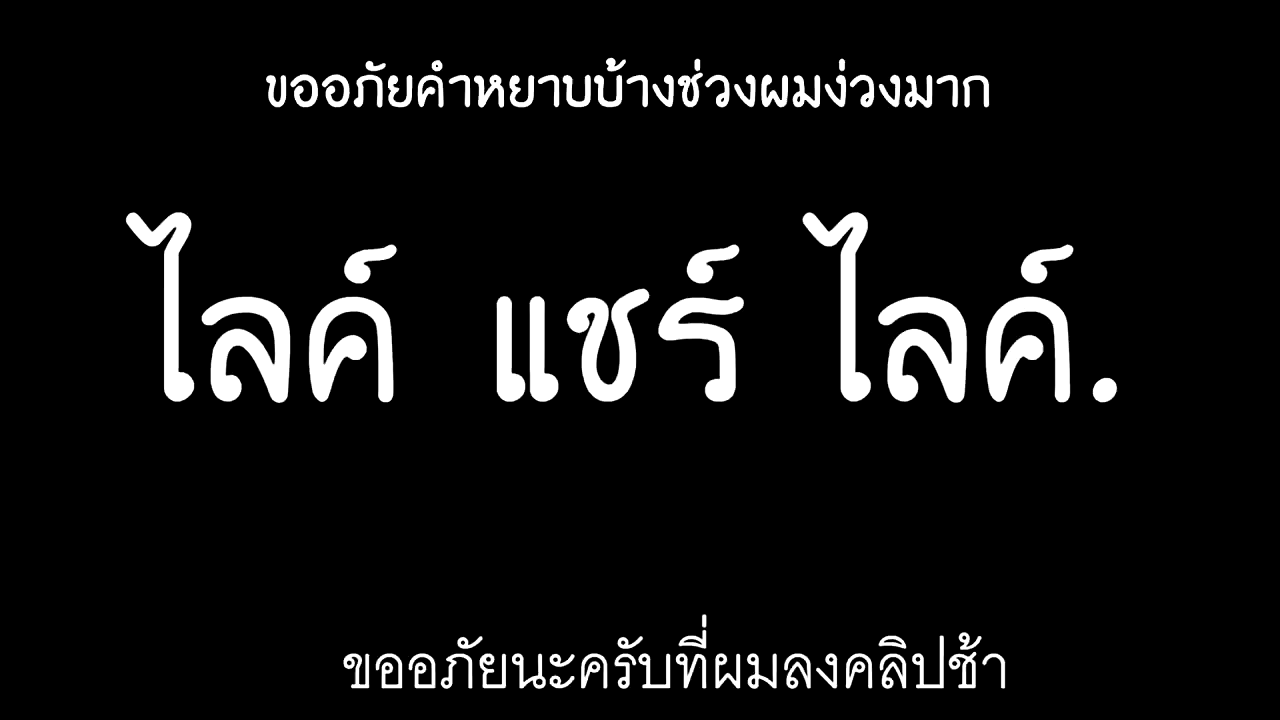 ขออภัยคำหยาบบ้างช่วงผมง่วงมาก
ไลค์ แชร์ ไลค์.
ขออภัยนะครับที่ผมลงคลิปช้า